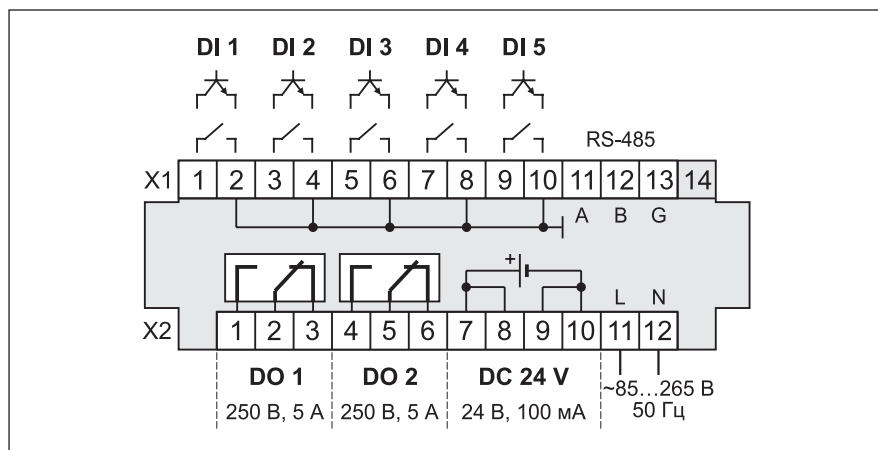 DI 1 DI 2 DI 3 DI 4 DI 5
RS-485
X1 1 2 3 4 5 6 7 8 9 10 11 12 13 14
A B G
+
L N
X2 1 2 3 4 5 6 7 8 9 10 11 12
DO 1 DO 2 DC 24 V ~85...265 В
250 В, 5 А 250 В, 5 А 24 В, 100 мА 50 Гц